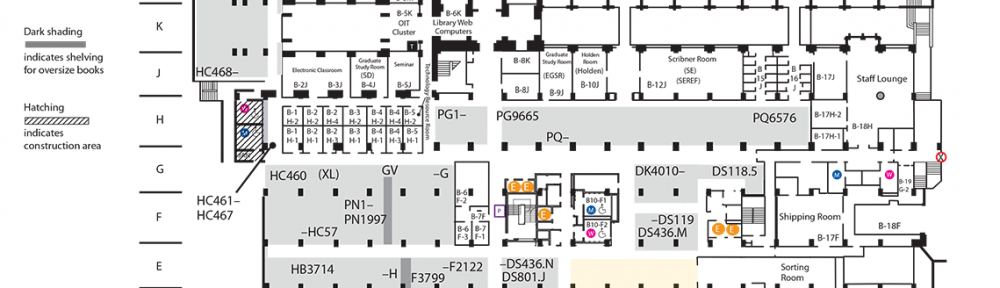 Dark shading
indicates shelving
for oversize books
Hatching
indicates
construction area
K
J
H
G
F
E
HC468–
HC461–
HC467
B-5K
OIT
Cluster
T
B-6K
Library Web
Computers
Electronic Classroom
B-2J
B-3J
Graduate
Study Room
(SD)
B-4J
Seminar
B-5J
Technology Resource Room
B-8K
B-8J
Graduate
Study Room
(EGSR)
B-9J
Holden
Room
(Holden)
B-10J
Scribner Room
(SE)
(SEREF)
B-12J
B
15
J
B
16
J
B-17J
Staff Lounge
M
M
B-1
H-2
B-2
H-2
B-3
H-2
B-4
H-2
B-4
H-2
B-5
H-2
B-1
H-1
B-2
H-1
B-3
H-1
B-4
H-1
B-5
H-1
PG1–
PG9665
PQ–
PQ6576
B-17H-2
B-17H-1
B-18H
HC460
(XL)
GV
–G
PN1–
PN1997
–HC57
B-6
F-2
B-6
F-3
B-7F
B-7
F-1
P
E E
E
B10-F1
M
B10-F2
W
DK4010–
DS118.5
–DS119
DS436.M
E E
M
W
B-19
G-2
X
Shipping Room
B-17F
B-18F
HB3714
–H
F3799
–F2122
–DS436.N
DS801.J
Sorting
Room